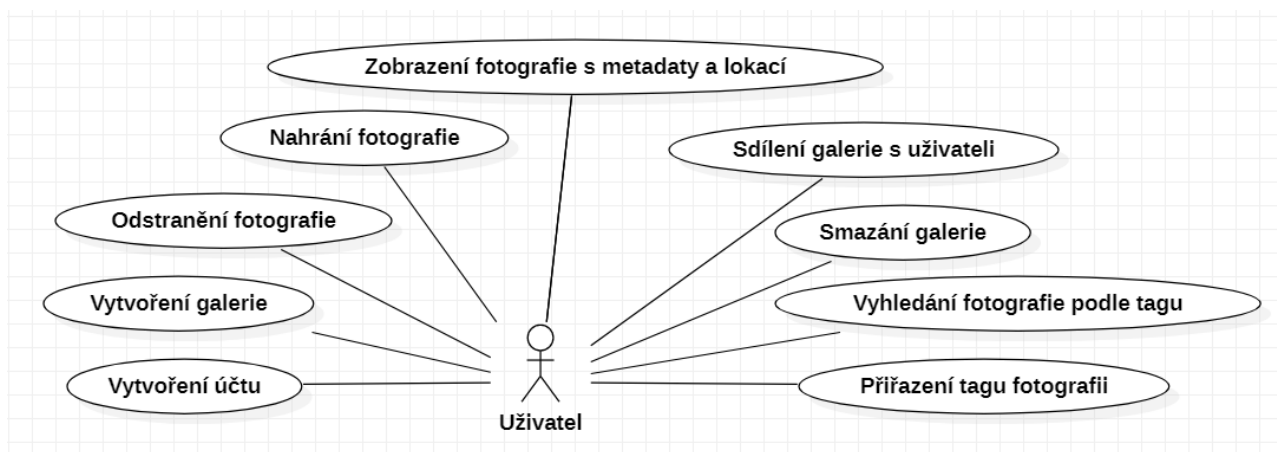 Zobrazení fotografie s metadaty a lokací
Nahrání fotografie
Sdílení galerie s uživateli
Odstranění fotografie
Smazání galerie
Vytvoření galerie
Vyhledání fotografie podle tagu
Vytvoření účtu
Přiřazení tagu fotografii
Uživatel